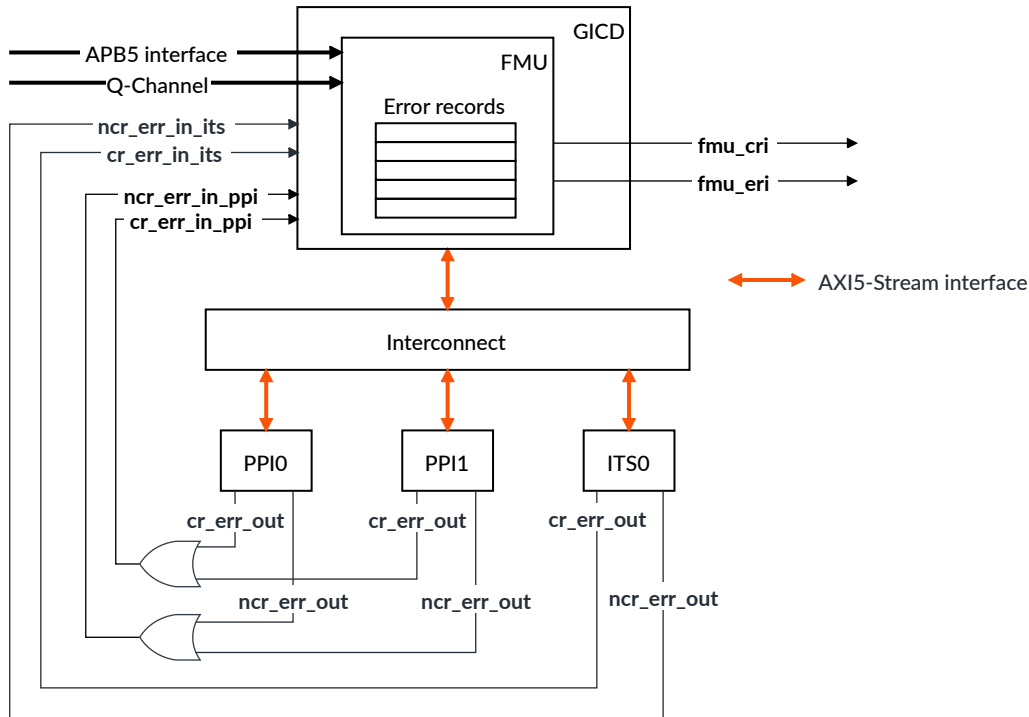 GICD
APB5 interface
FMU
Q-Channel
Error records
ncr_err_in_its
cr_err_in_its
fmu_cri
fmu_eri
ncr_err_in_ppi
cr_err_in_ppi
AXI5-Stream interface
Interconnect
PPI0
PPI1
ITS0
cr_err_out
cr_err_out
cr_err_out
ncr_err_out
ncr_err_out
ncr_err_out